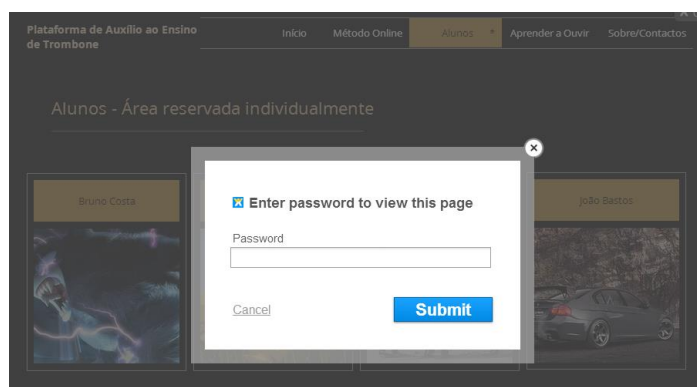 Plataforma de Auxílio ao Ensino
de Trombone
Início Método Online Alunos Aprender a Ouvir Sobre/Contactos
Alunos - Área reservada individualmente
Bruno Costa
João Bastos
Enter password to view this page
Password
Cancel
Submit